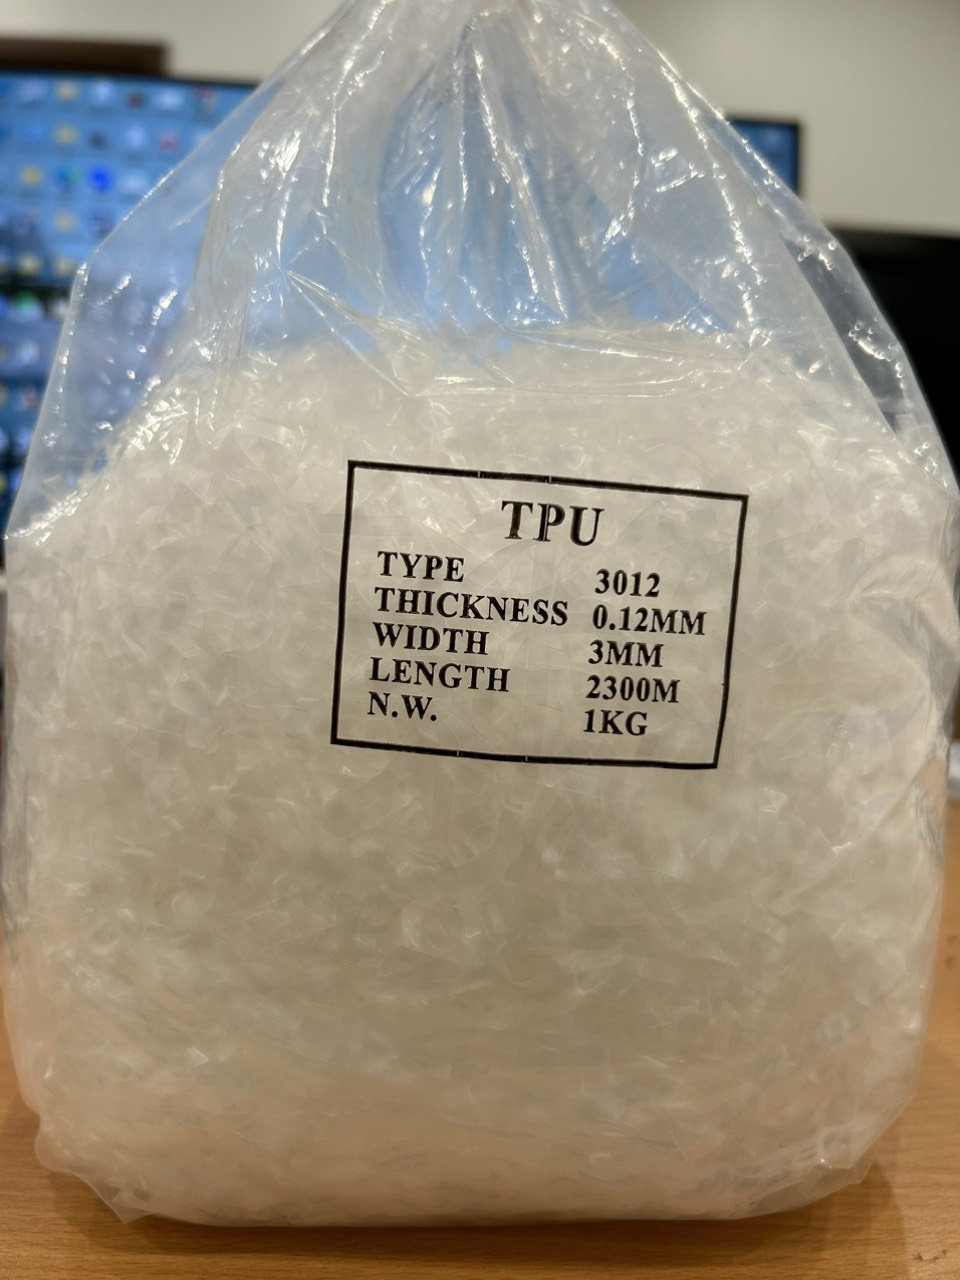 TPU
TYPE 3012
THICKNESS 0.12MM
WIDTH 3MM
LENGTH 2300M
N.W. 1KG